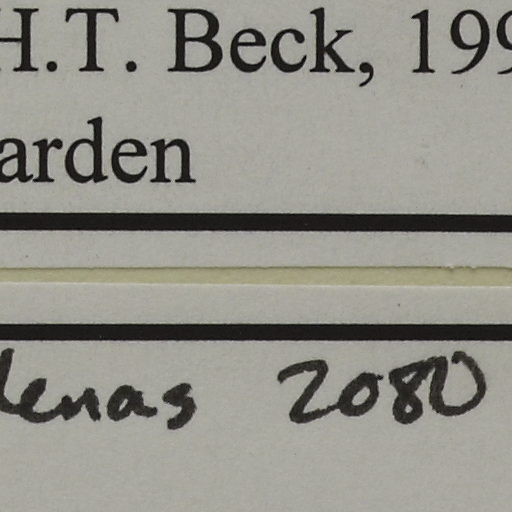 H.T. Beck, 199
arden
lenas 2080